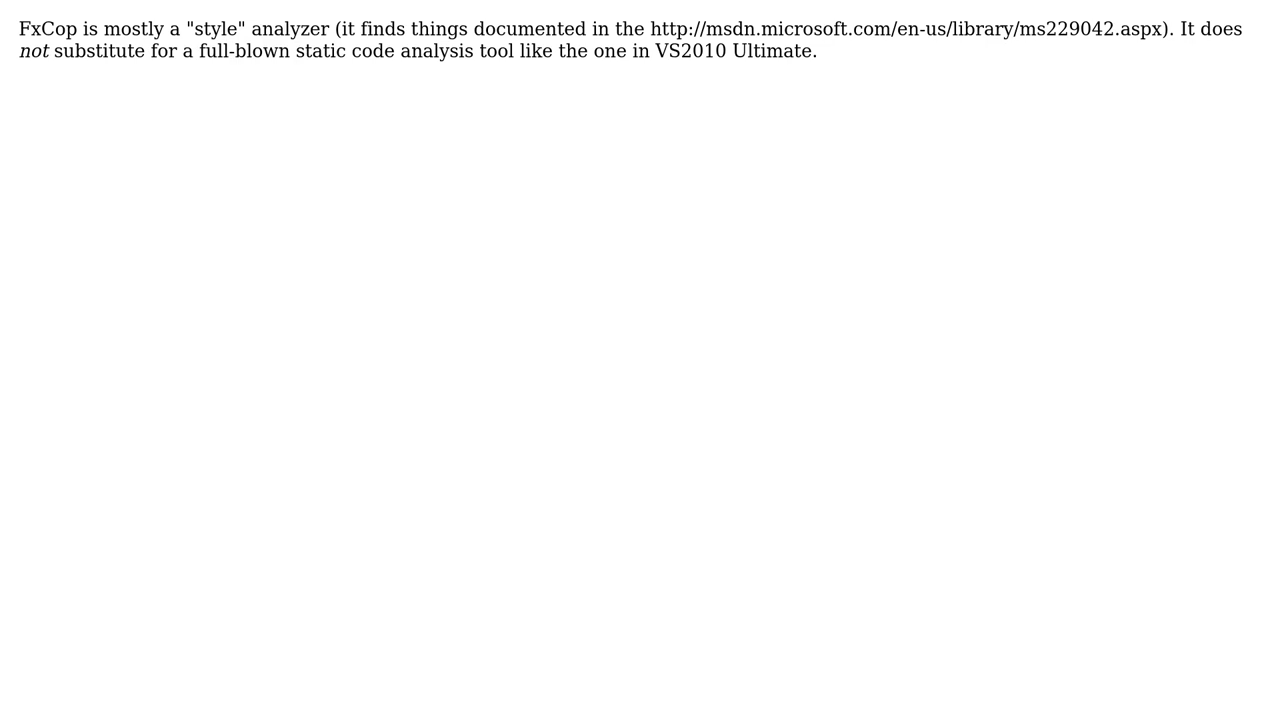 FxCop is mostly a "style" analyzer (it finds things documented in the http://msdn.microsoft.com/en-us/library/ms229042.aspx). It does
not substitute for a full-blown static code analysis tool like the one in VS2010 Ultimate.